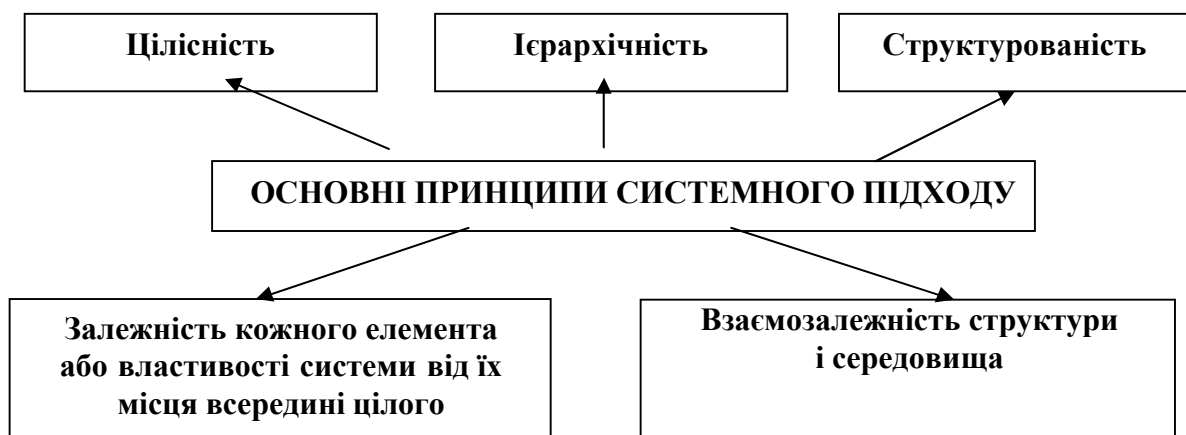 Цілісність
Ієрархічність
Структурованість
ОСНОВНІ ПРИНЦИПИ СИСТЕМНОГО ПІДХОДУ
Залежність кожного елемента
або властивості системи від їх
місця всередині цілого
Взаємозалежність структури
і середовища